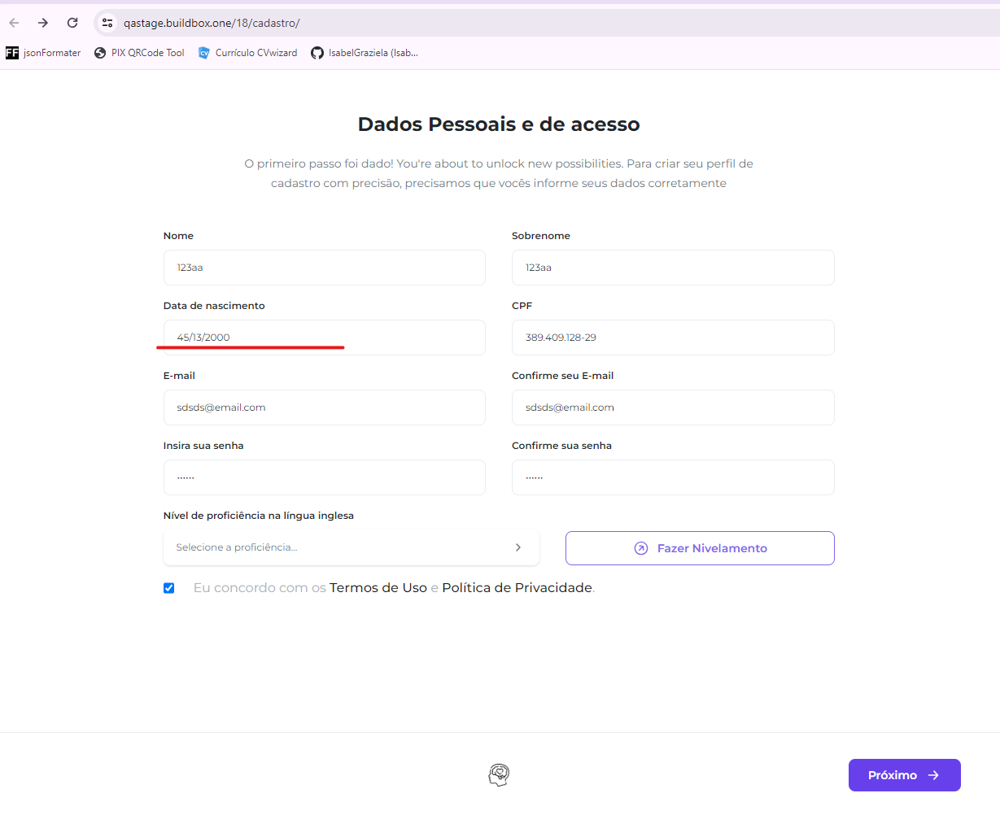 qastage.buildbox.one/18/cadastro/
FF jsonFormater PIX QRCode Tool CV Currículo CVwizard IsabelGraziela (Isab...
Dados Pessoais e de acesso
O primeiro passo foi dado! You're about to unlock new possibilities. Para criar seu perfil de
cadastro com precisão, precisamos que vocês informe seus dados corretamente
Nome Sobrenome
123aa 123aa
Data de nascimento CPF
45/13/2000 389.409.128-29
E-mail Confirme seu E-mail
sdsds@email.com sdsds@email.com
Insira sua senha Confirme sua senha
...... ......
Nível de proficiência na língua inglesa
Selecione a proficiência... Fazer Nivelamento
Eu concordo com os Termos de Uso e Política de Privacidade.
Próximo